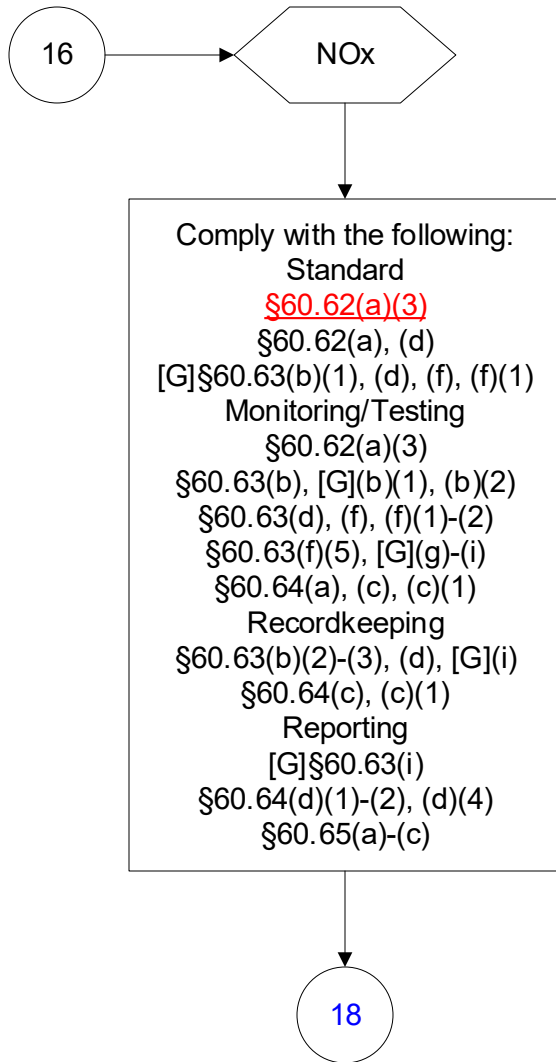 16
NOx
Comply with the following:
Standard
§60.62(a)(3)
§60.62(a), (d)
[G]§60.63(b)(1), (d), (f), (f)(1)
Monitoring/Testing
§60.62(a)(3)
§60.63(b), [G](b)(1), (b)(2)
§60.63(d), (f), (f)(1)-(2)
§60.63(f)(5), [G](g)-(i)
§60.64(a), (c), (c)(1)
Recordkeeping
§60.63(b)(2)-(3), (d), [G](i)
§60.64(c), (c)(1)
Reporting
[G]§60.63(i)
§60.64(d)(1)-(2), (d)(4)
§60.65(a)-(c)
18